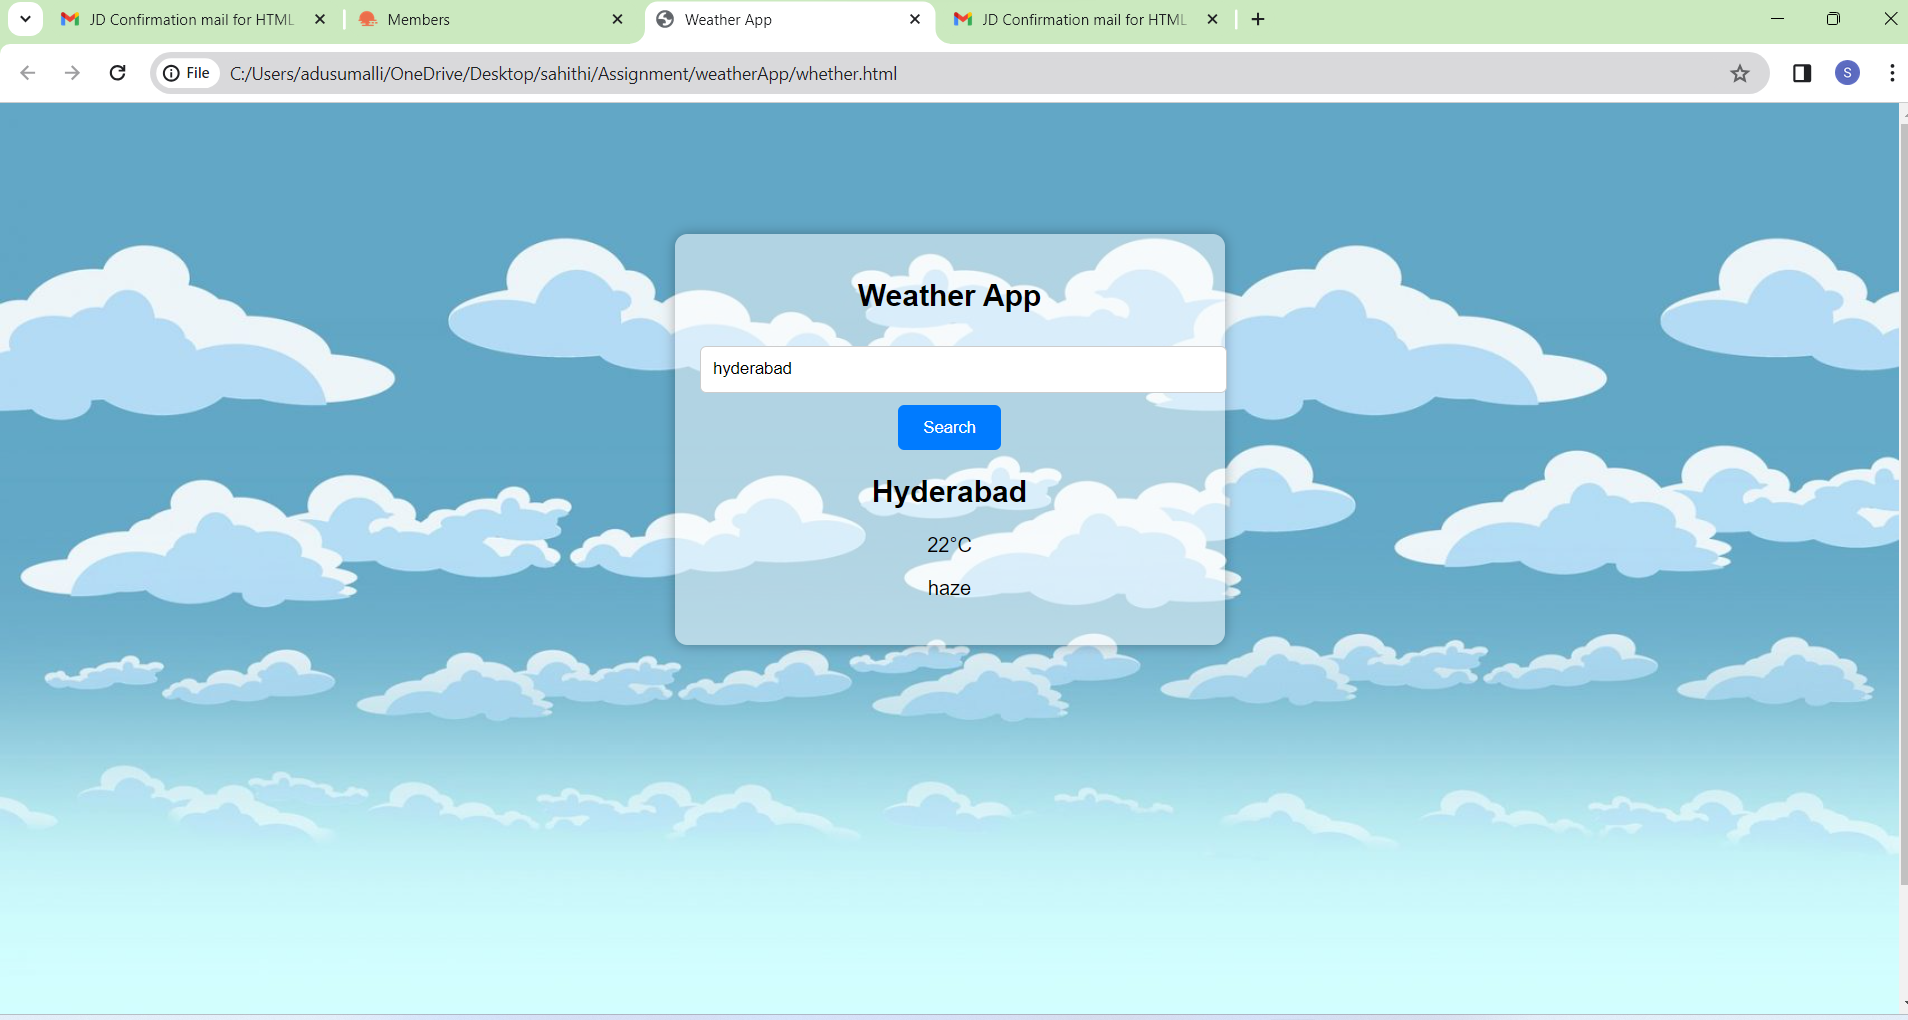 JD Confirmation mail for HTML
Members
Weather App
JD Confirmation mail for HTML
File
C:/Users/adusumalli/OneDrive/Desktop/sahithi/Assignment/weatherApp/whether.html
S
Weather App
hyderabad
Search
Hyderabad
22°C
haze